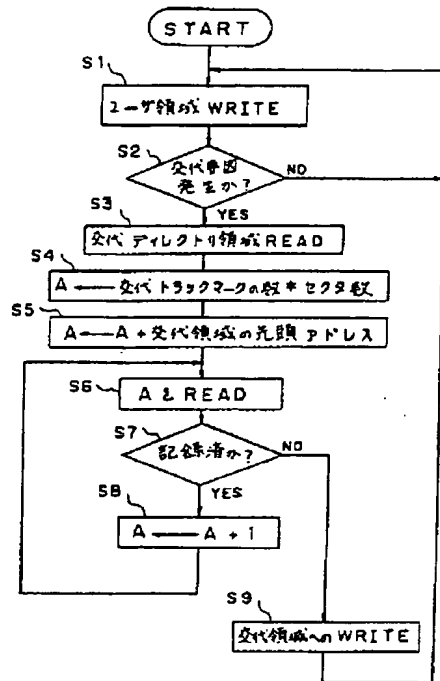 START
S1
ユーザ領域 WRITE
S2
交代要因
発生か?
NO
YES
S3
交代 ディレクトリ領域 READ
S4
A ← 交代 トラックマークの数 * セクタ数
S5
A ← A + 交代領域の先頭 アドレス
S6
A を READ
S7
記録済か?
NO
YES
S8
A ← A + 1
S9
交代領域への WRITE